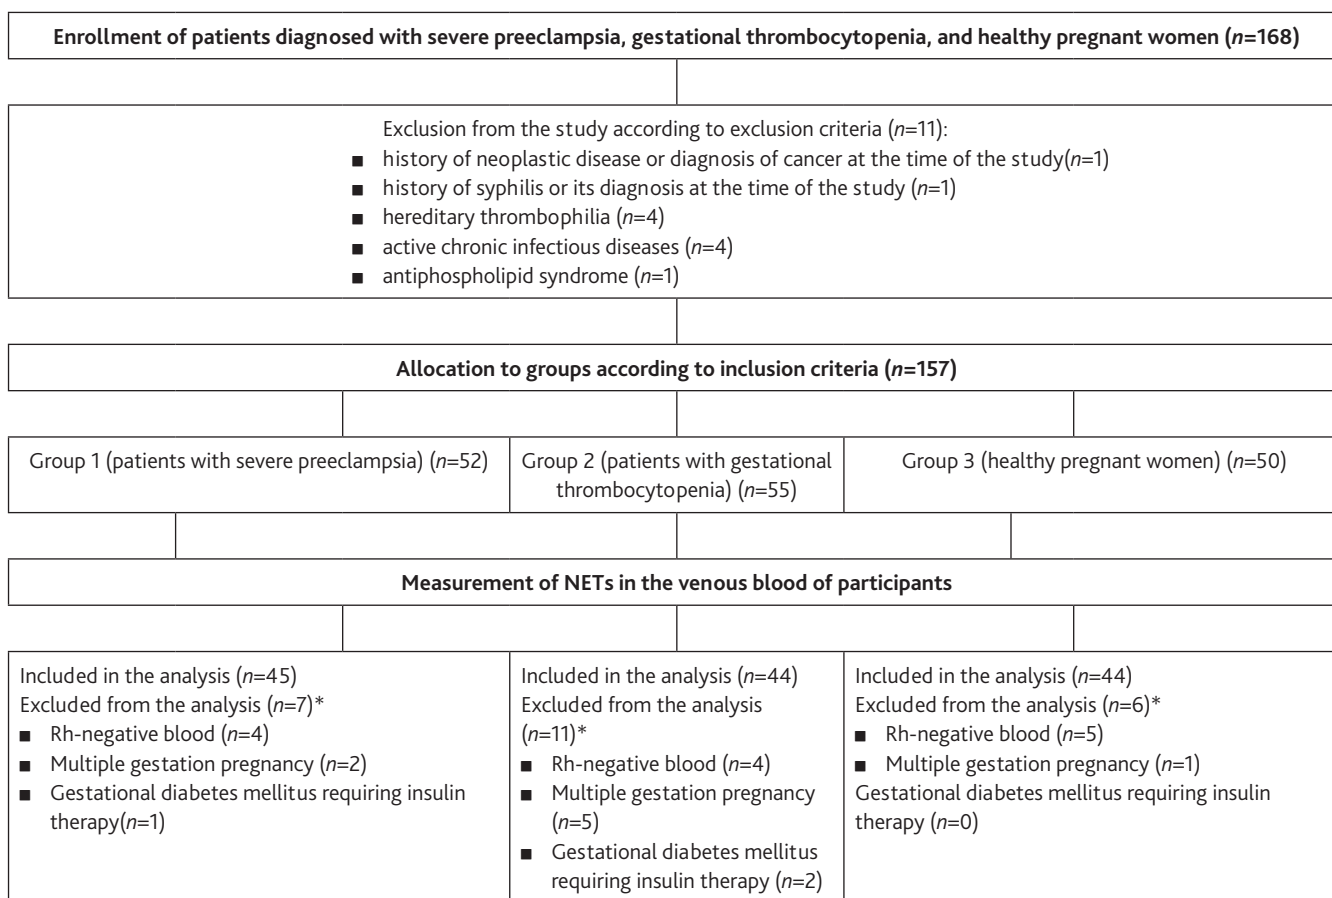 Enrollment of patients diagnosed with severe preeclampsia, gestational thrombocytopenia, and healthy pregnant women (n=168)
Exclusion from the study according to exclusion criteria (n=11):
■ history of neoplastic disease or diagnosis of cancer at the time of the study(n=1)
■ history of syphilis or its diagnosis at the time of the study (n=1)
■ hereditary thrombophilia (n=4)
■ active chronic infectious diseases (n=4)
■ antiphospholipid syndrome (n=1)
Allocation to groups according to inclusion criteria (n=157)
Group 1 (patients with severe preeclampsia) (n=52)
Group 2 (patients with gestational
thrombocytopenia) (n=55)
Group 3 (healthy pregnant women) (n=50)
Measurement of NETs in the venous blood of participants
Included in the analysis (n=45)
Excluded from the analysis (n=7)*
■ Rh-negative blood (n=4)
■ Multiple gestation pregnancy (n=2)
■ Gestational diabetes mellitus requiring insulin
therapy(n=1)
Included in the analysis (n=44)
Excluded from the analysis
(n=11)*
■ Rh-negative blood (n=4)
■ Multiple gestation pregnancy
(n=5)
■ Gestational diabetes mellitus
requiring insulin therapy (n=2)
Included in the analysis (n=44)
Excluded from the analysis (n=6)*
■ Rh-negative blood (n=5)
■ Multiple gestation pregnancy (n=1)
Gestational diabetes mellitus requiring insulin
therapy (n=0)